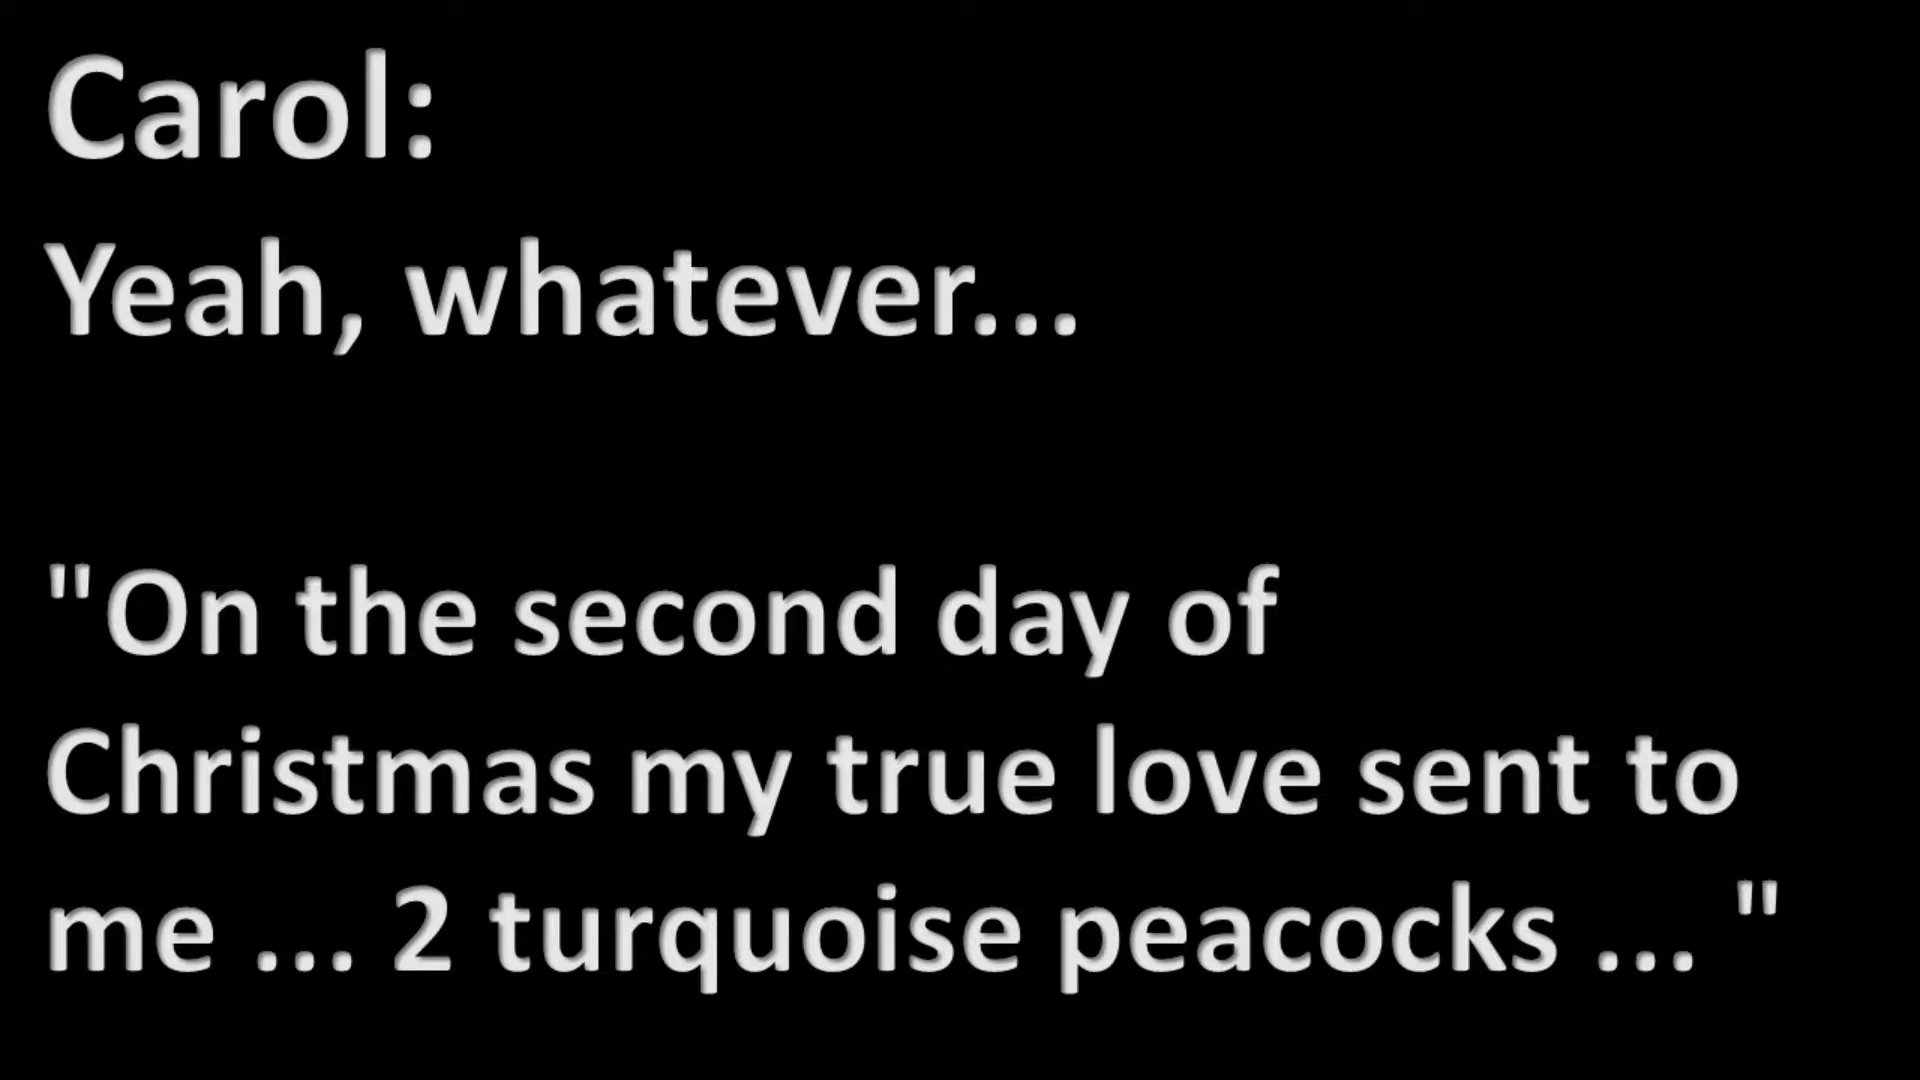 Carol:
Yeah, whatever...
"On the second day of
Christmas my true love sent to
me ... 2 turquoise peacocks ... "